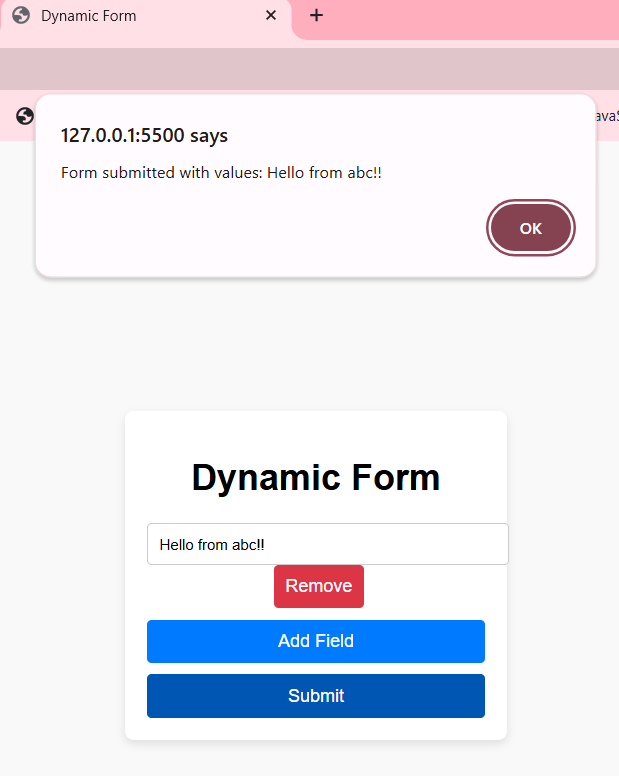 Dynamic Form
127.0.0.1:5500 says
Form submitted with values: Hello from abc!!
OK
Dynamic Form
Hello from abc!!
Remove
Add Field
Submit